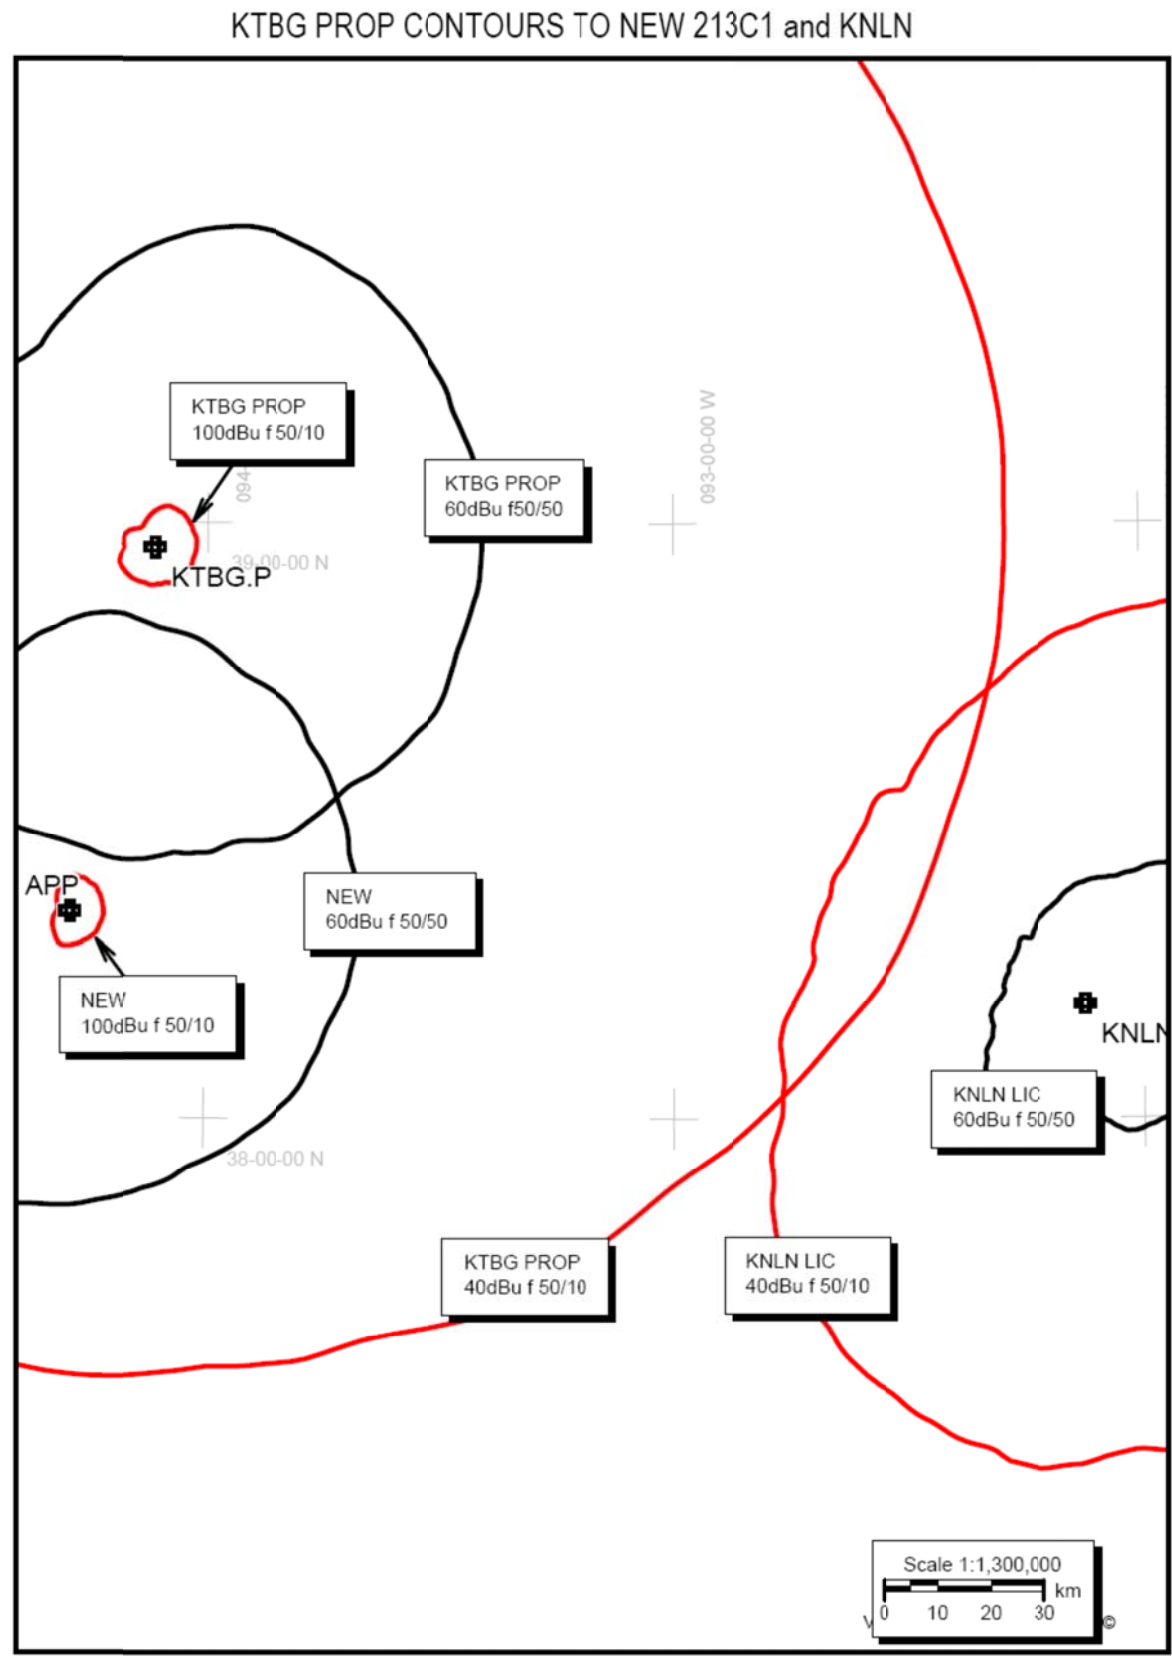 KTBG PROP CONTOURS TO NEW 213C1 and KNLN
KTBG PROP
100dBu f 50/10
094-
093-00-00 W
KTBG PROP
60dBu f50/50
39-00-00 N
KTBG.P
APP
NEW
60dBu f 50/50
NEW
100dBu f 50/10
KNLN
KNLN LIC
60dBu f 50/50
38-00-00 N
KTBG PROP
40dBu f 50/10
KNLN LIC
40dBu f 50/10
Scale 1:1,300,000
km
0 10 20 30
©